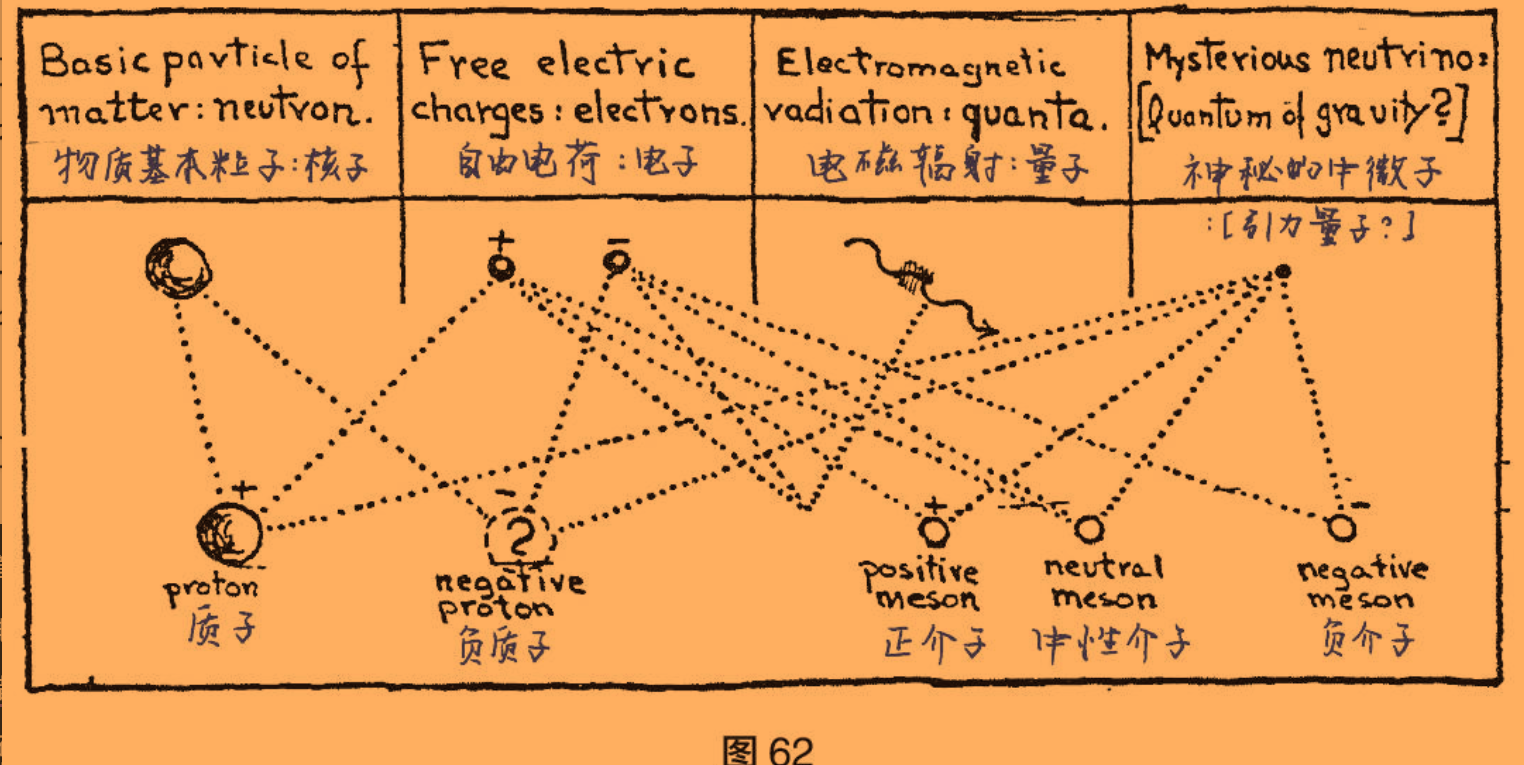 Basic particle of
matter: neutron.
物质基本粒子:核子
Free electric
charges: electrons.
自由电荷:电子
Electromagnetic
radiation: quanta.
电磁辐射:量子
Mysterious neutrino:
[Quantum of gravity?]
神秘的中微子
:[引力量子?]
+
−
+
proton
质子
−
?
negative
proton
负质子
+
positive
meson
正介子
neutral
meson
中性介子
−
negative
meson
负介子
图 62